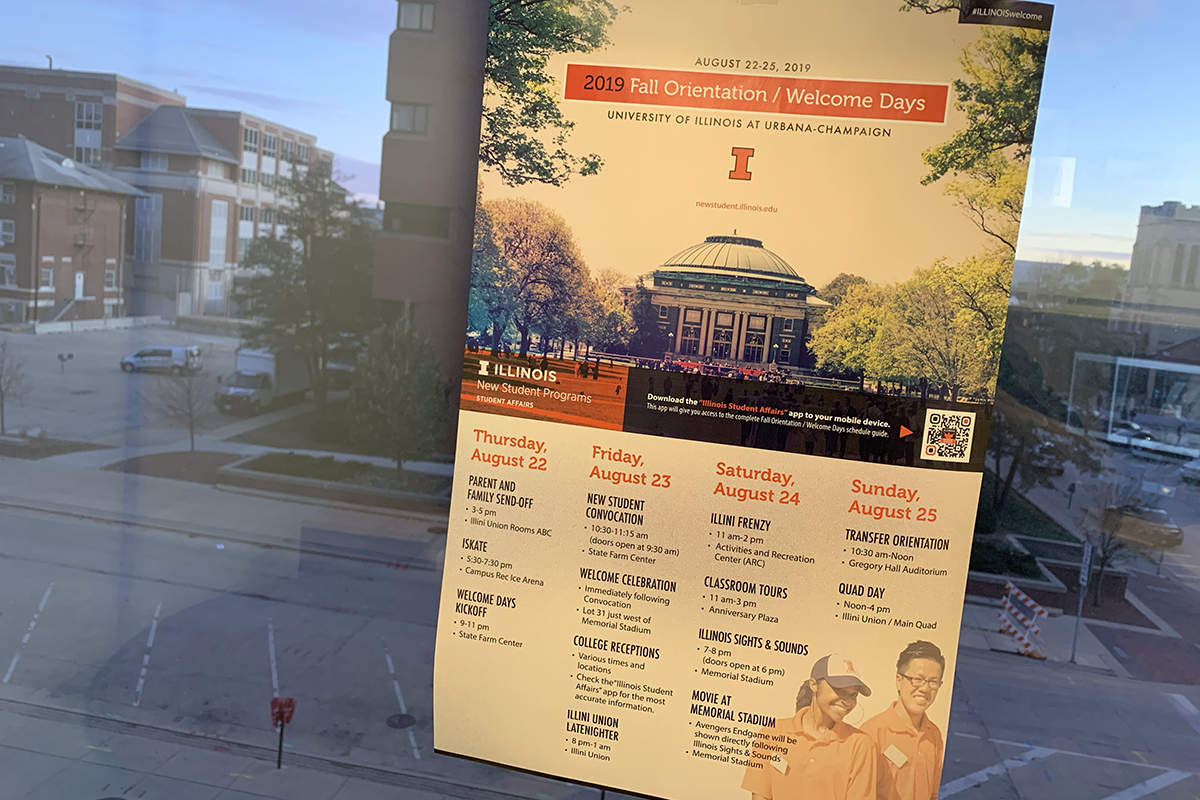 #ILLINOISwelcome
AUGUST 22-25, 2019
2019 Fall Orientation / Welcome Days
UNIVERSITY OF ILLINOIS AT URBANA-CHAMPAIGN
I
newstudent.illinois.edu
I ILLINOIS
New Student Programs
STUDENT AFFAIRS
Download the "Illinois Student Affairs" app to your mobile device.
This app will give you access to the complete Fall Orientation / Welcome Days schedule guide.
Thursday,
August 22
PARENT AND
FAMILY SEND-OFF
• 3-5 pm
• Illini Union Rooms ABC
ISKATE
• 5:30-7:30 pm
• Campus Rec Ice Arena
WELCOME DAYS
KICKOFF
• 9-11 pm
• State Farm Center
Friday,
August 23
NEW STUDENT
CONVOCATION
• 10:30-11:15 am
(doors open at 9:30 am)
• State Farm Center
WELCOME CELEBRATION
• Immediately following
Convocation
• Lot 31 just west of
Memorial Stadium
COLLEGE RECEPTIONS
• Various times and
locations
• Check the "Illinois Student
Affairs" app for the most
accurate information.
ILLINI UNION
LATENIGHTER
• 8 pm-1 am
• Illini Union
Saturday,
August 24
ILLINI FRENZY
• 11 am-2 pm
• Activities and Recreation
Center (ARC)
CLASSROOM TOURS
• 11 am-3 pm
• Anniversary Plaza
ILLINOIS SIGHTS & SOUNDS
• 7-8 pm
(doors open at 6 pm)
• Memorial Stadium
MOVIE AT
MEMORIAL STADIUM
• Avengers Endgame will be
shown directly following
Illinois Sights & Sounds
• Memorial Stadium
Sunday,
August 25
TRANSFER ORIENTATION
• 10:30 am-Noon
• Gregory Hall Auditorium
QUAD DAY
• Noon-4 pm
• Illini Union / Main Quad